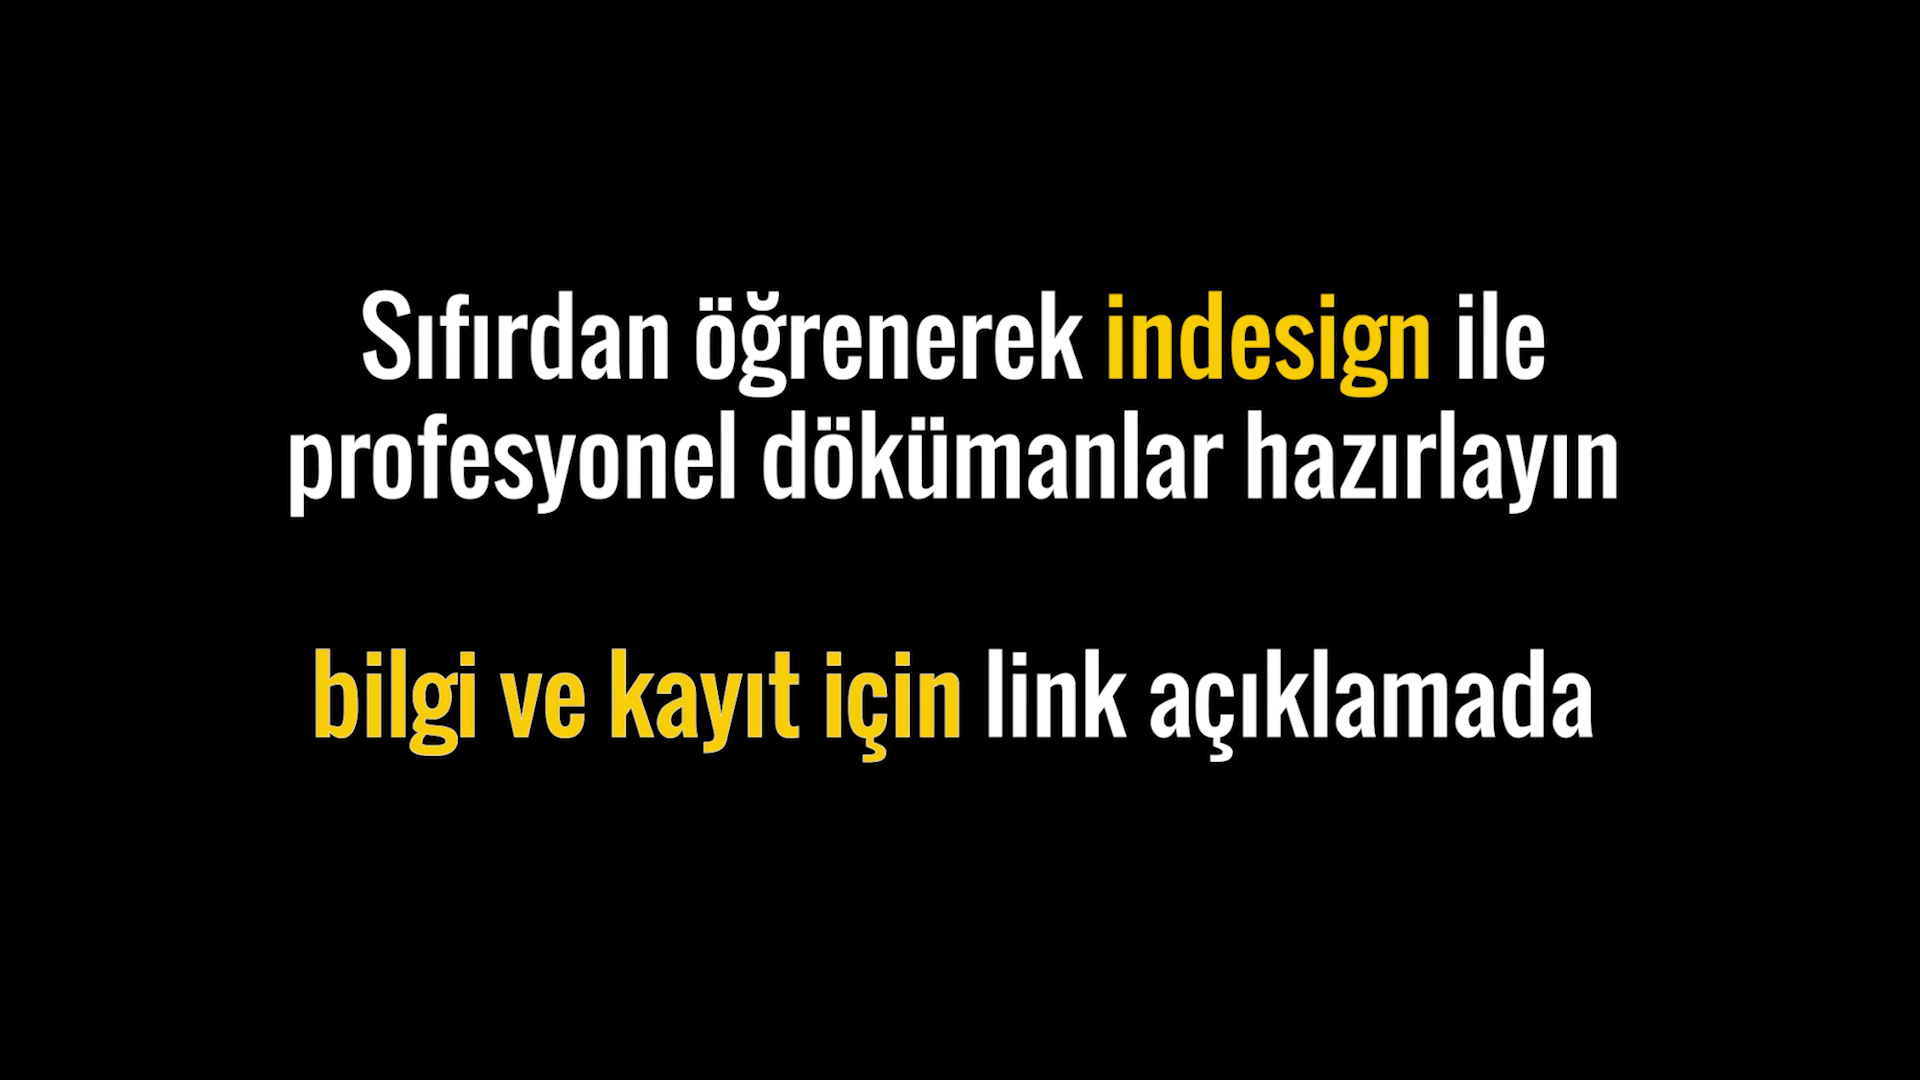 Sıfırdan öğrenerek indesign ile
profesyonel dökümanlar hazırlayın
bilgi ve kayıt için link açıklamada